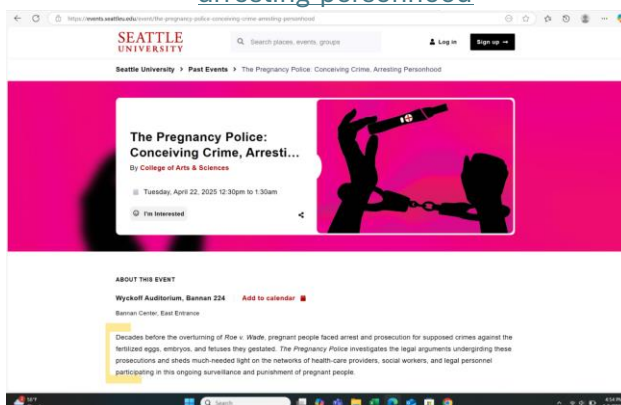 arresting-personhood
https://events.seattleu.edu/event/the-pregnancy-police-conceiving-crime-arresting-personhood
SEATTLE
UNIVERSITY
Search places, events, groups
Log in
Sign up →
Seattle University > Past Events > The Pregnancy Police: Conceiving Crime, Arresting Personhood
The Pregnancy Police:
Conceiving Crime, Arresti...
By College of Arts & Sciences
Tuesday, April 22, 2025 12:30pm to 1:30am
I'm Interested
ABOUT THIS EVENT
Wyckoff Auditorium, Bannan 224 Add to calendar
Bannan Center, East Entrance
Decades before the overturning of Roe v. Wade, pregnant people faced arrest and prosecution for supposed crimes against the
fertilized eggs, embryos, and fetuses they gestated. The Pregnancy Police investigates the legal arguments undergirding these
prosecutions and sheds much-needed light on the networks of health-care providers, social workers, and legal personnel
participating in this ongoing surveillance and punishment of pregnant people.
Search
4:54 PM